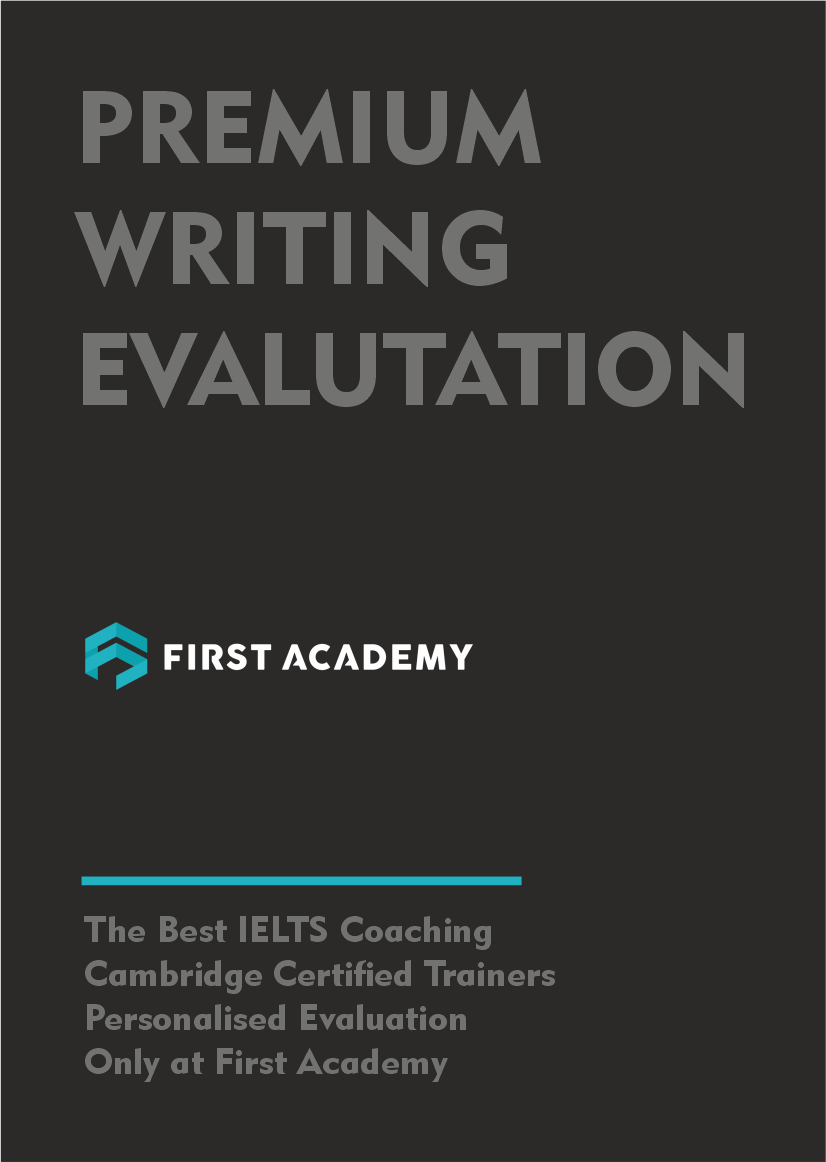 PREMIUM
WRITING
EVALUTATION
FIRST ACADEMY
The Best IELTS Coaching
Cambridge Certified Trainers
Personalised Evaluation
Only at First Academy